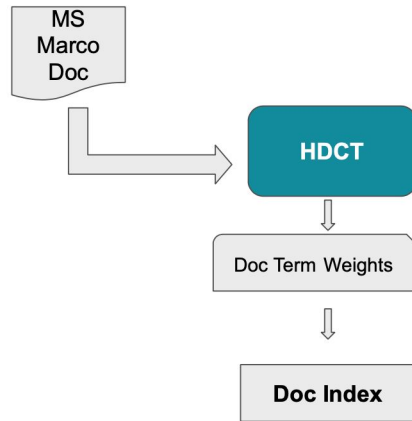 MS
Marco
Doc
HDCT
Doc Term Weights
Doc Index